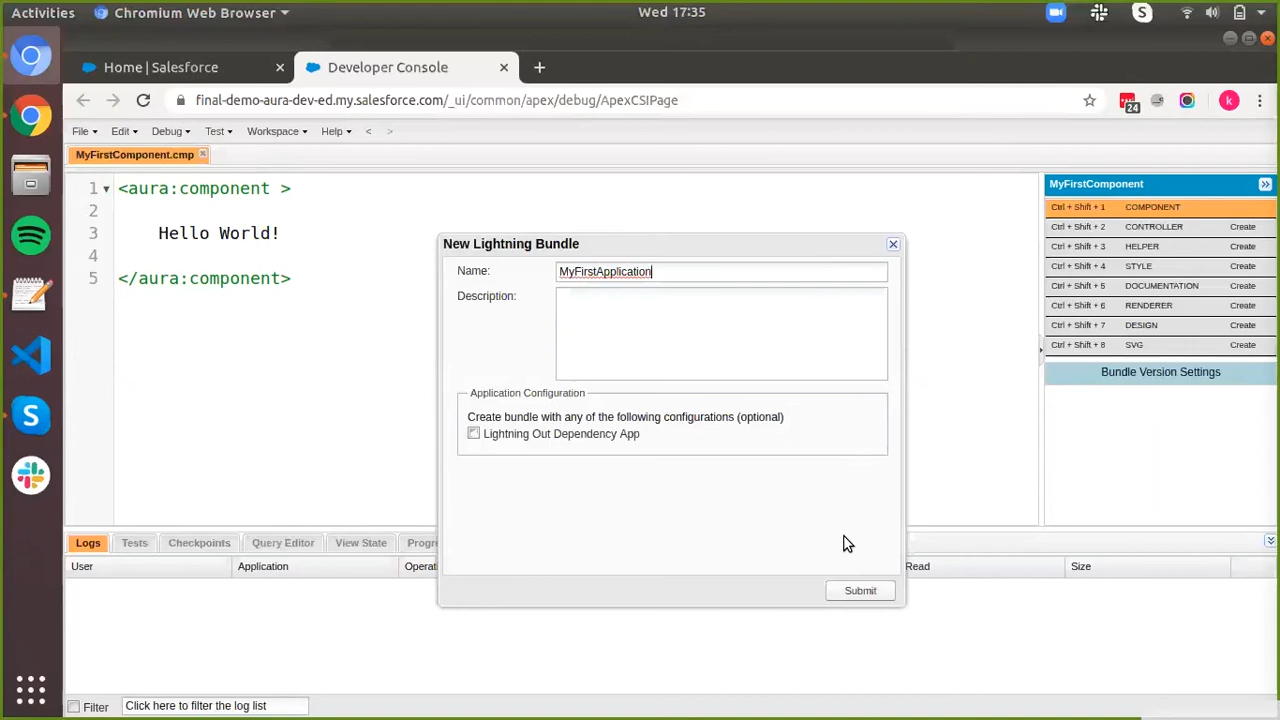 Activities Chromium Web Browser Wed 17:35
Home | Salesforce Developer Console
final-demo-aura-dev-ed.my.salesforce.com/_ui/common/apex/debug/ApexCSIPage 24 k
File Edit Debug Test Workspace Help < >
MyFirstComponent.cmp
1 <aura:component >
2
3 Hello World!
4
5 </aura:component>
New Lightning Bundle
Name: MyFirstApplication
Description:
Application Configuration
Create bundle with any of the following configurations (optional)
Lightning Out Dependency App
Submit
MyFirstComponent
Ctrl + Shift + 1 COMPONENT
Ctrl + Shift + 2 CONTROLLER Create
Ctrl + Shift + 3 HELPER Create
Ctrl + Shift + 4 STYLE Create
Ctrl + Shift + 5 DOCUMENTATION Create
Ctrl + Shift + 6 RENDERER Create
Ctrl + Shift + 7 DESIGN Create
Ctrl + Shift + 8 SVG Create
Bundle Version Settings
Logs Tests Checkpoints Query Editor View State Progre
User Application Operati Read Size
Filter Click here to filter the log list